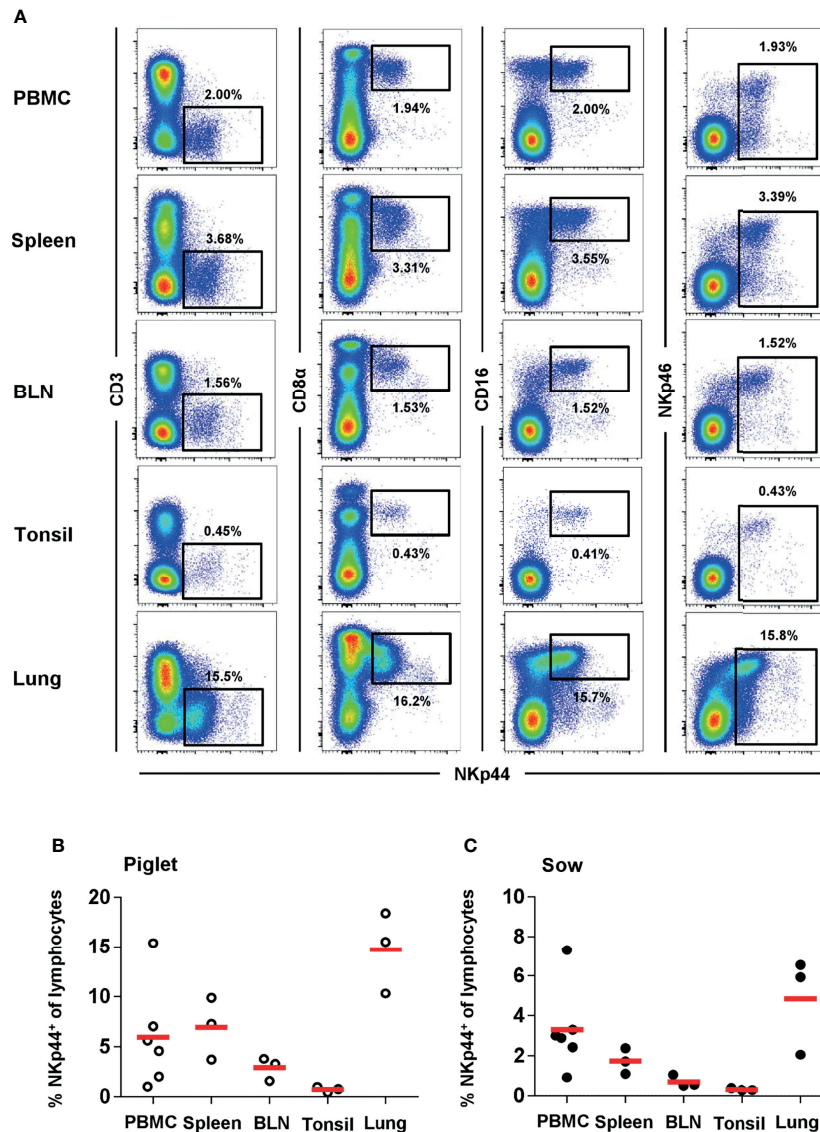 A
PBMC
2.00%
1.94%
2.00%
1.93%
Spleen
3.68%
3.31%
3.55%
3.39%
BLN
1.56%
1.53%
1.52%
1.52%
Tonsil
0.45%
0.43%
0.41%
0.43%
Lung
15.5%
16.2%
15.7%
15.8%
CD3
CD8α
CD16
NKp46
NKp44
B
Piglet
% NKp44⁺ of lymphocytes
20
15
10
5
0
PBMC Spleen BLN Tonsil Lung
C
Sow
% NKp44⁺ of lymphocytes
10
8
6
4
2
0
PBMC Spleen BLN Tonsil Lung